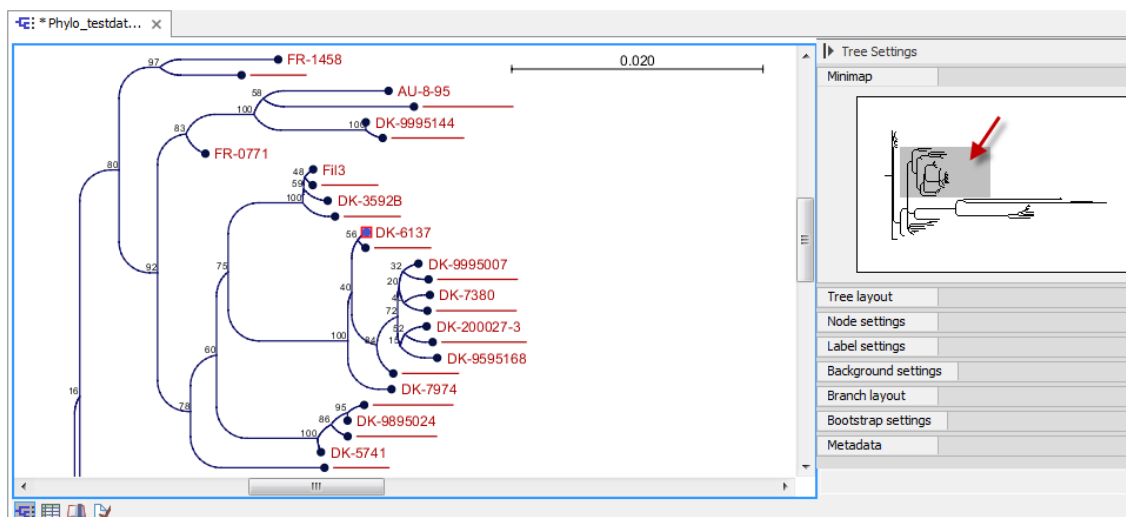 * Phylo_testdat...
Tree Settings
Minimap
0.020
97
FR-1458
58
AU-8-95
100
100
DK-9995144
83
FR-0771
80
48
Fil3
59
100
DK-3592B
56
DK-6137
92
75
32
DK-9995007
20
40
DK-7380
72
52
DK-200027-3
15
100
84
DK-9595168
60
DK-7974
16
78
95
86
DK-9895024
100
DK-5741
Tree layout
Node settings
Label settings
Background settings
Branch layout
Bootstrap settings
Metadata